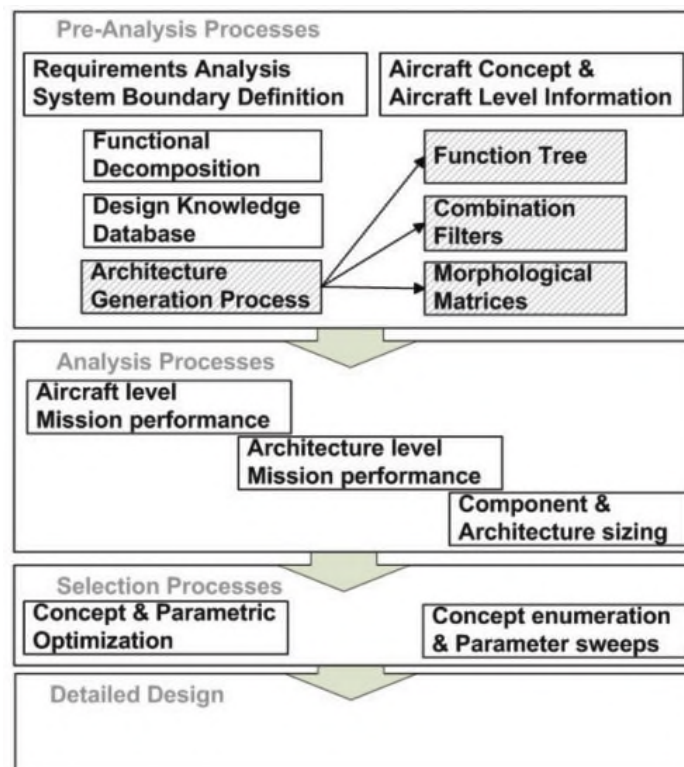 Pre-Analysis Processes
Requirements Analysis
System Boundary Definition
Aircraft Concept &
Aircraft Level Information
Functional
Decomposition
Function Tree
Design Knowledge
Database
Combination
Filters
Architecture
Generation Process
Morphological
Matrices
Analysis Processes
Aircraft level
Mission performance
Architecture level
Mission performance
Component &
Architecture sizing
Selection Processes
Concept & Parametric
Optimization
Concept enumeration
& Parameter sweeps
Detailed Design